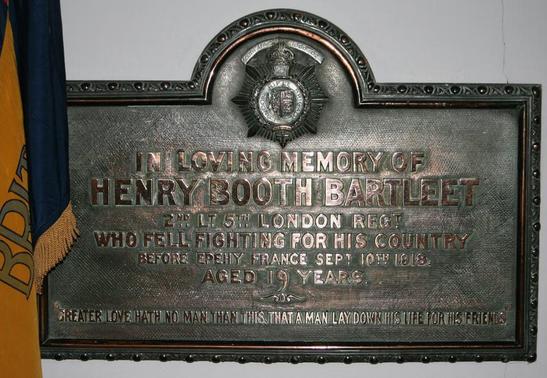 IN LOVING MEMORY OF
HENRY BOOTH BARTLEET
2ND LT 5TH LONDON REGT
WHO FELL FIGHTING FOR HIS COUNTRY
BEFORE EPEHY, FRANCE SEPT 10TH 1918.
AGED 19 YEARS.
"GREATER LOVE HATH NO MAN THAN THIS, THAT A MAN LAY DOWN HIS LIFE FOR HIS FRIENDS"
BRIT